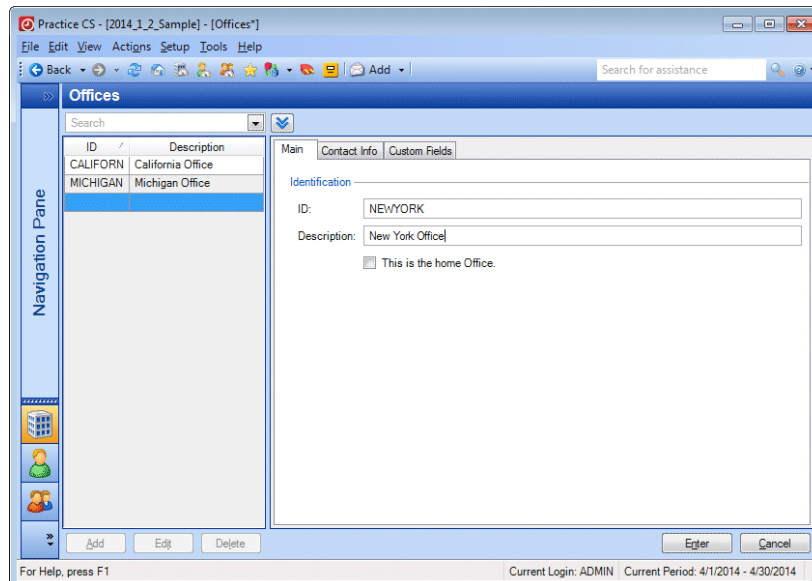 Practice CS - [2014_1_2_Sample] - [Offices*]
File Edit View Actions Setup Tools Help
Back Add Search for assistance
Offices
Search
ID Description
CALIFORN California Office
MICHIGAN Michigan Office
Navigation Pane
Main Contact Info Custom Fields
Identification
ID: NEWYORK
Description: New York Office
This is the home Office.
Add Edit Delete
Enter Cancel
For Help, press F1 Current Login: ADMIN Current Period: 4/1/2014 - 4/30/2014